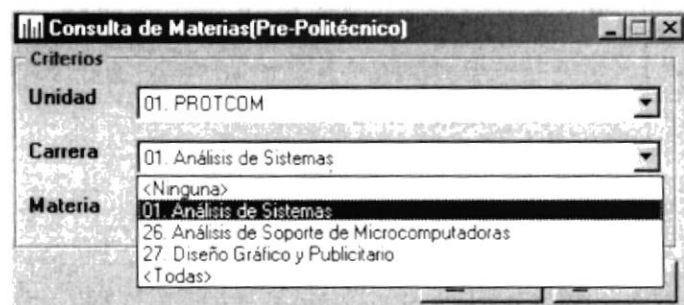 Consulta de Materias(Pre-Politécnico)
Criterios
Unidad
01. PROTCOM
Carrera
01. Análisis de Sistemas
<Ninguna>
Materia
01. Análisis de Sistemas
26. Análisis de Soporte de Microcomputadoras
27. Diseño Gráfico y Publicitario
<Todas>